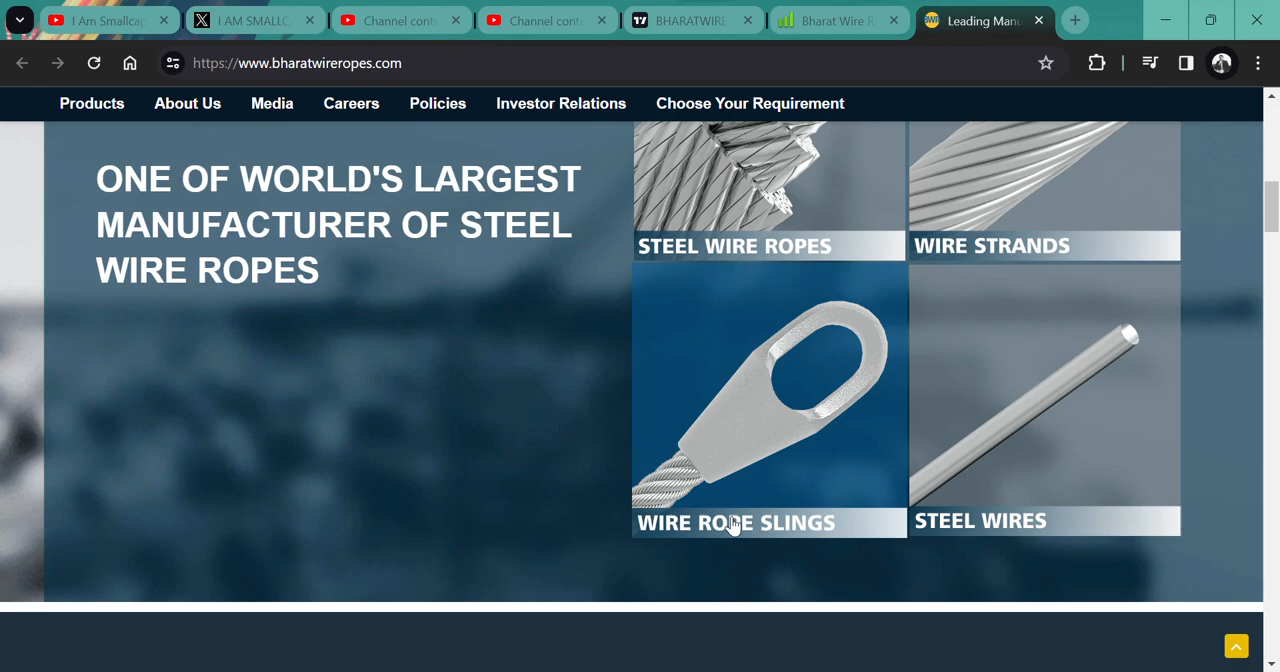 I Am Smallcap
I AM SMALLC
Channel conte
Channel conte
BHARATWIRE
Bharat Wire R
BWR
Leading Manu
https://www.bharatwireropes.com
Products
About Us
Media
Careers
Policies
Investor Relations
Choose Your Requirement
ONE OF WORLD'S LARGEST
MANUFACTURER OF STEEL
WIRE ROPES
STEEL WIRE ROPES
WIRE STRANDS
WIRE ROPE SLINGS
STEEL WIRES